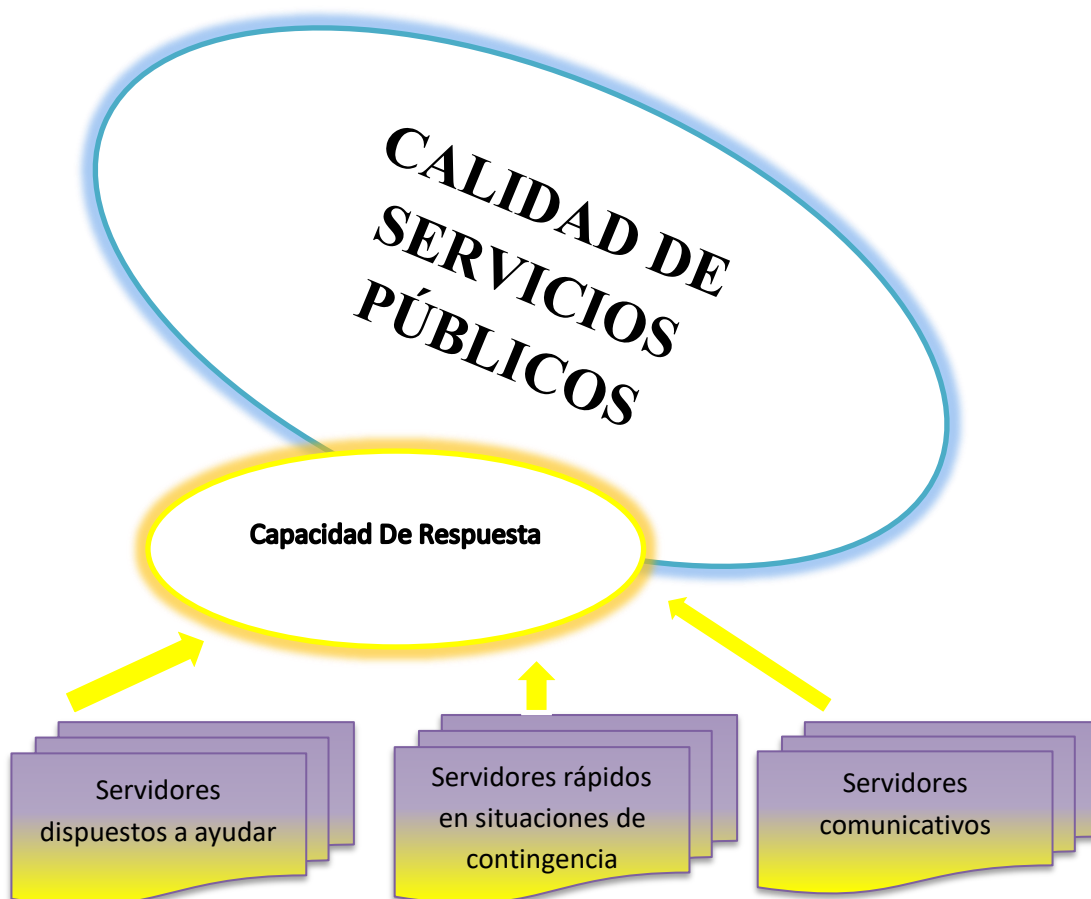 CALIDAD DE
SERVICIOS
PÚBLICOS
Capacidad De Respuesta
Servidores
dispuestos a ayudar
Servidores rápidos
en situaciones de
contingencia
Servidores
comunicativos